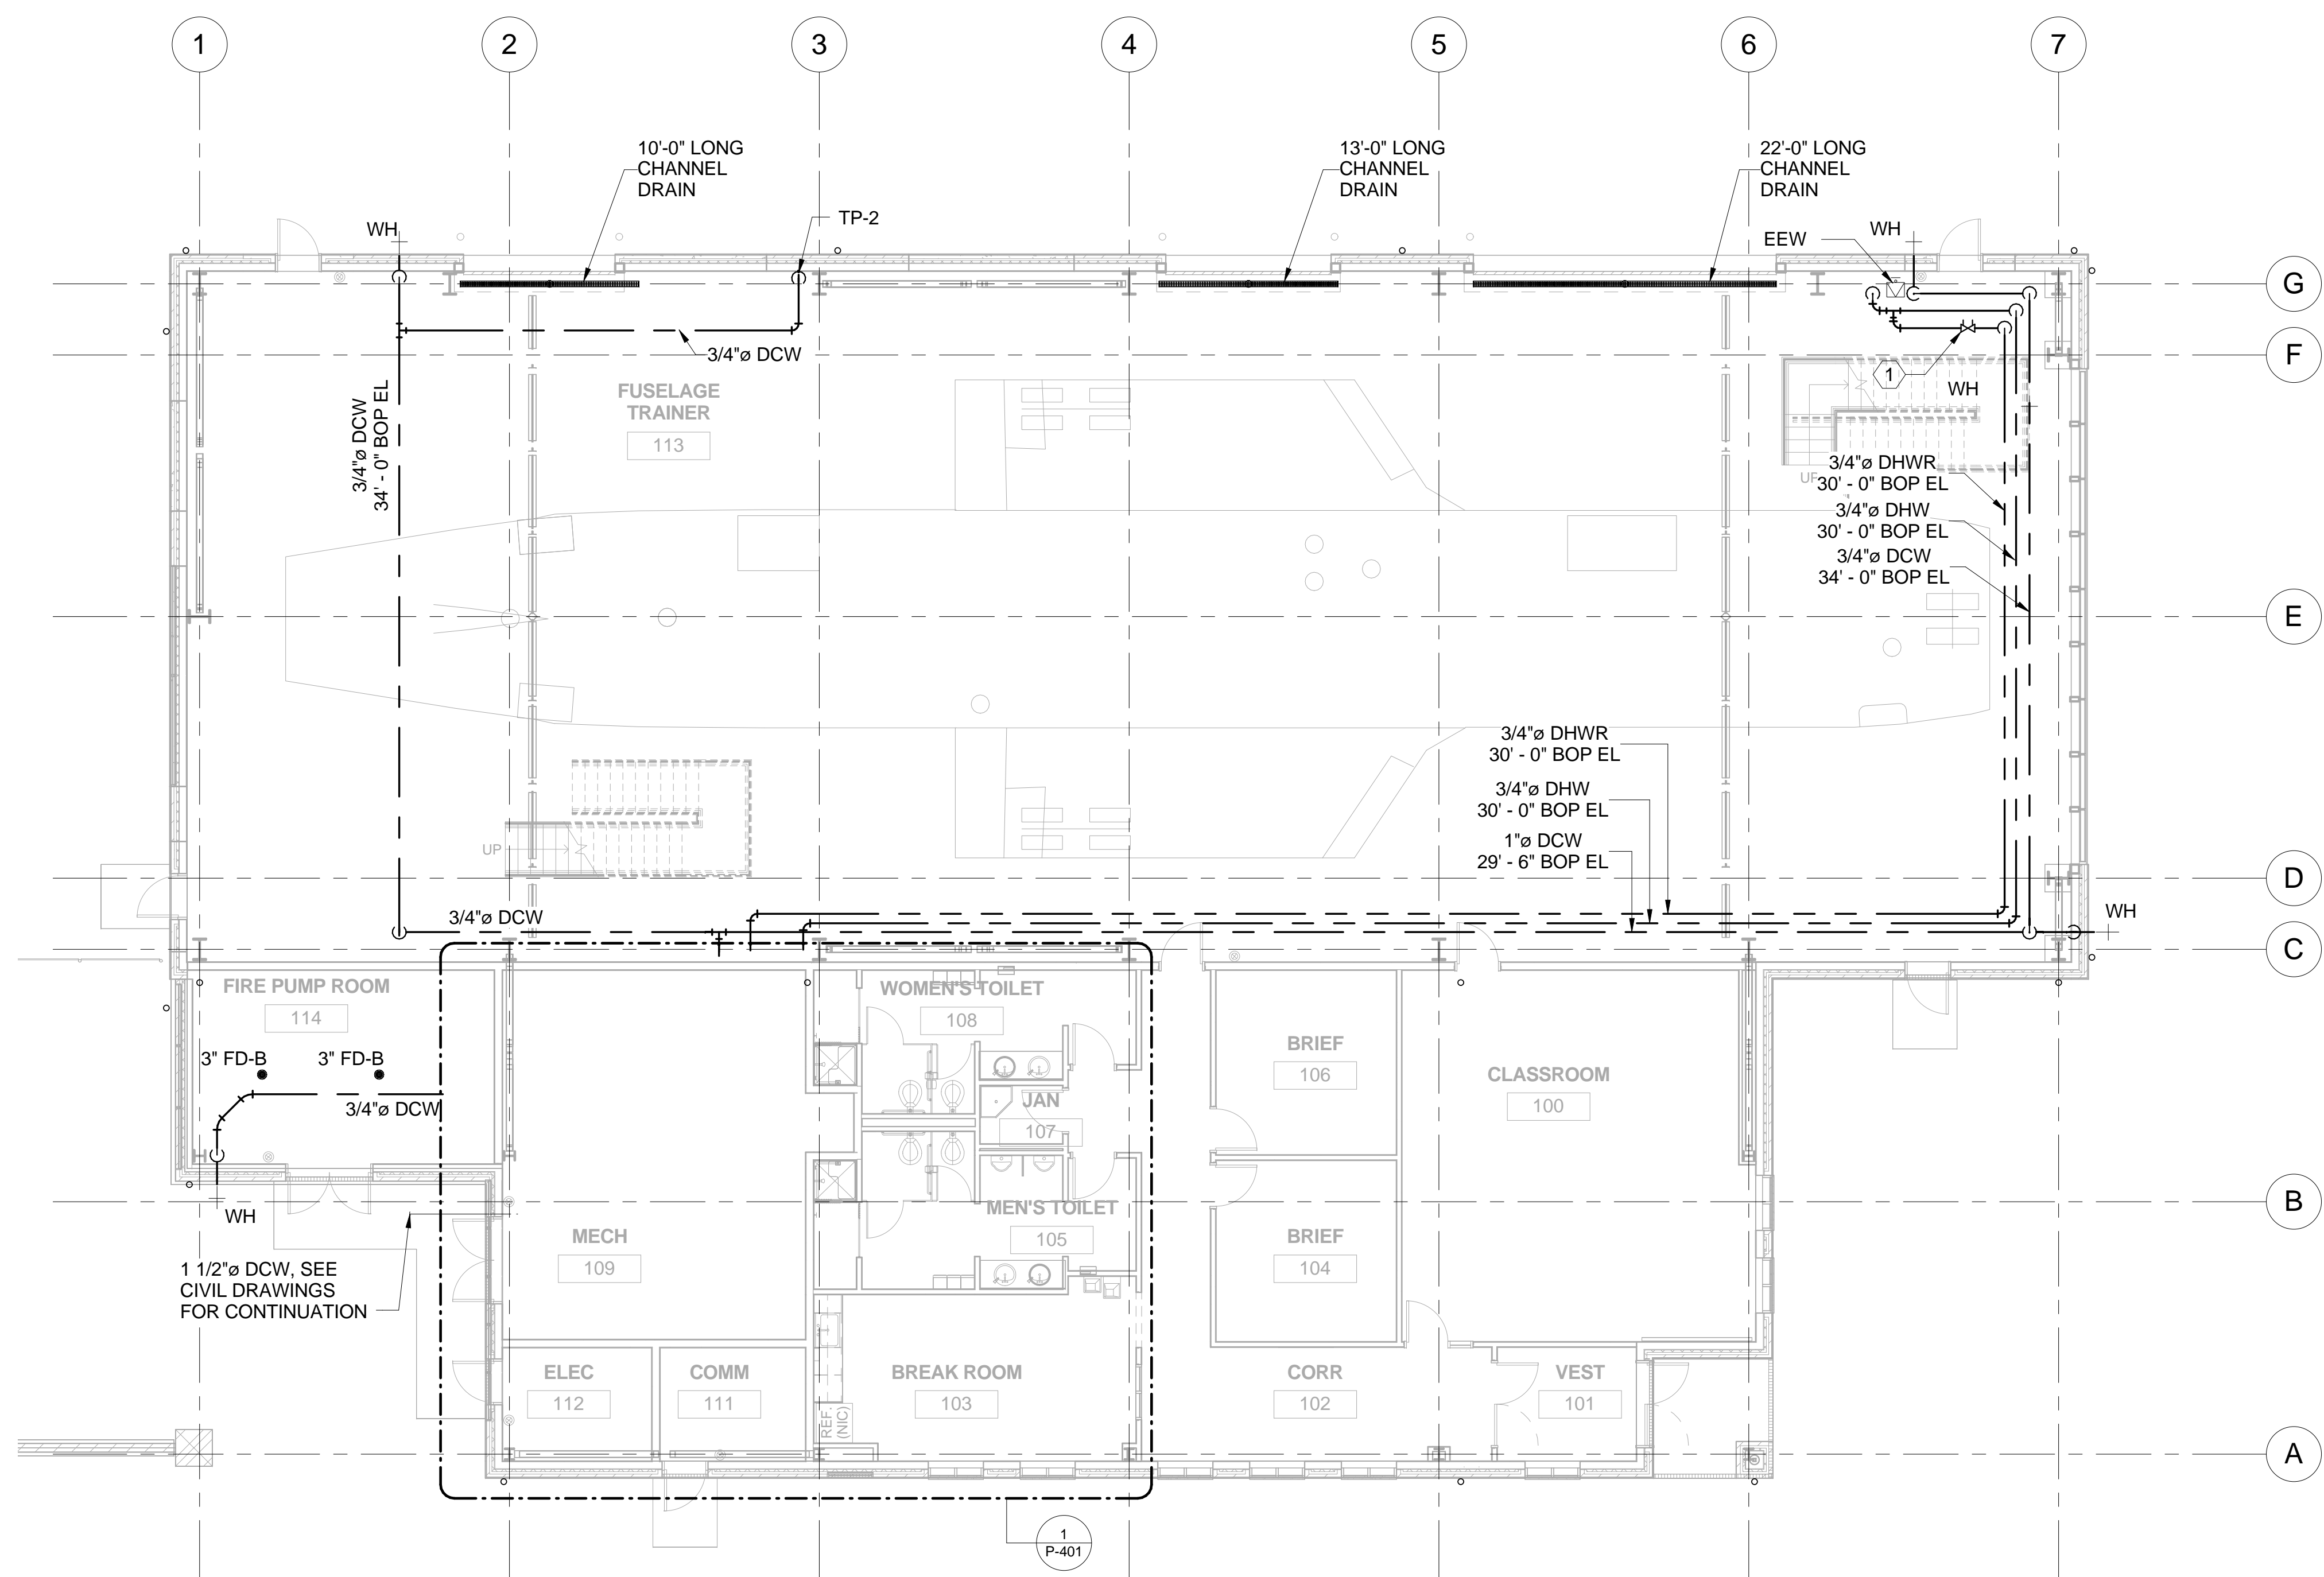 1
2
3
4
5
6
7
10'-0" LONG
CHANNEL
DRAIN
13'-0" LONG
CHANNEL
DRAIN
22'-0" LONG
CHANNEL
DRAIN
TP-2
WH
EEW
WH
G
3/4"ø DCW
F
1
WH
FUSELAGE
TRAINER
113
3/4"ø DCW
34' - 0" BOP EL
UP
3/4"ø DHWR
30' - 0" BOP EL
3/4"ø DHW
30' - 0" BOP EL
3/4"ø DCW
34' - 0" BOP EL
E
3/4"ø DHWR
30' - 0" BOP EL
3/4"ø DHW
30' - 0" BOP EL
1"ø DCW
29' - 6" BOP EL
UP
D
3/4"ø DCW
WH
C
FIRE PUMP ROOM
114
WOMEN'S TOILET
108
BRIEF
106
CLASSROOM
100
3" FD-B
3" FD-B
3/4"ø DCW
JAN
107
B
WH
MEN'S TOILET
105
MECH
109
BRIEF
104
1 1/2"ø DCW, SEE
CIVIL DRAWINGS
FOR CONTINUATION
ELEC
112
COMM
111
BREAK ROOM
103
CORR
102
VEST
101
REF.
(NIC)
A
1
P-401